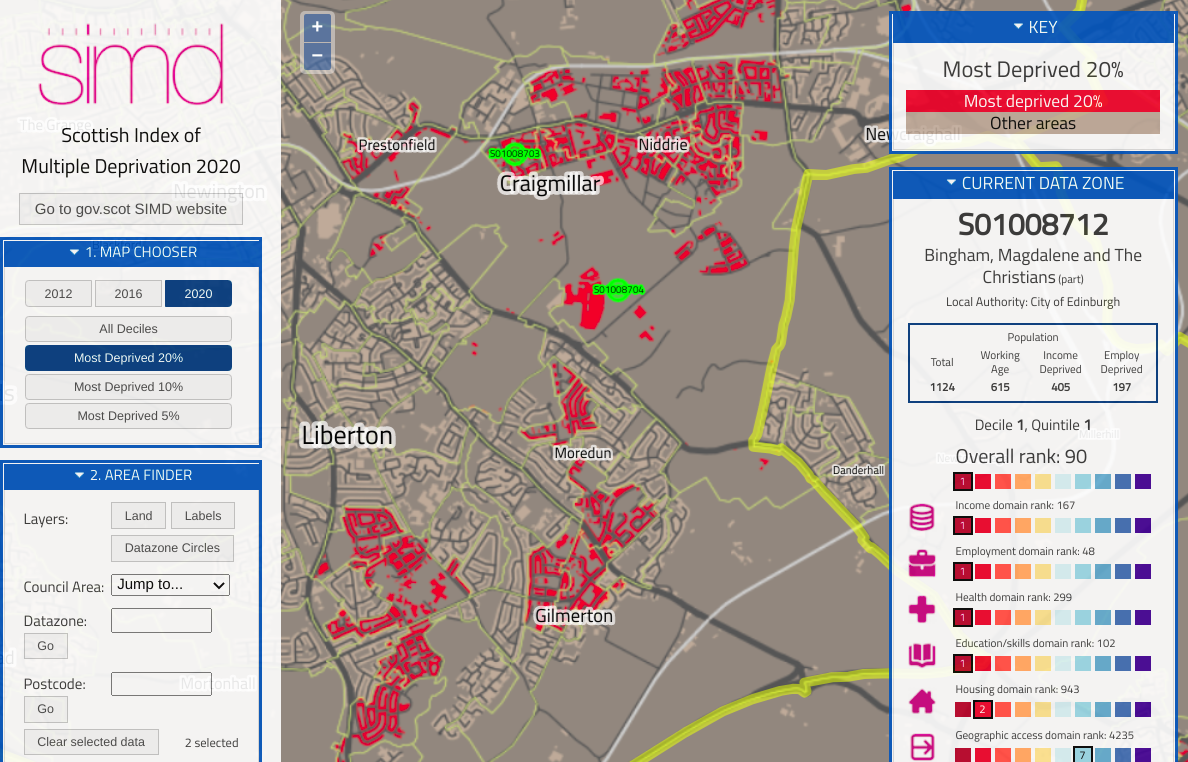 simd
Scottish Index of
Multiple Deprivation 2020
The Grange
Newington
Go to gov.scot SIMD website
1. MAP CHOOSER
2012
2016
2020
All Deciles
Most Deprived 20%
Most Deprived 10%
Most Deprived 5%
2. AREA FINDER
Layers:
Land
Labels
Datazone Circles
Council Area:
Jump to...
Datazone:
Go
Postcode:
Mortonhall
Go
Clear selected data
2 selected
+
−
Prestonfield
S01008703
Niddrie
Craigmillar
S01008704
Liberton
Moredun
Danderhall
Gilmerton
Newcraighall
KEY
Most Deprived 20%
Most deprived 20%
Other areas
CURRENT DATA ZONE
S01008712
Bingham, Magdalene and The
Christians (part)
Local Authority: City of Edinburgh
Population
Total
Working
Age
Income
Deprived
Employ
Deprived
1124
615
405
197
Decile 1, Quintile 1
Millerhill
Overall rank: 90
1
Income domain rank: 167
1
Employment domain rank: 48
1
Health domain rank: 299
1
Education/skills domain rank: 102
1
Housing domain rank: 943
2
Geographic access domain rank: 4235
7